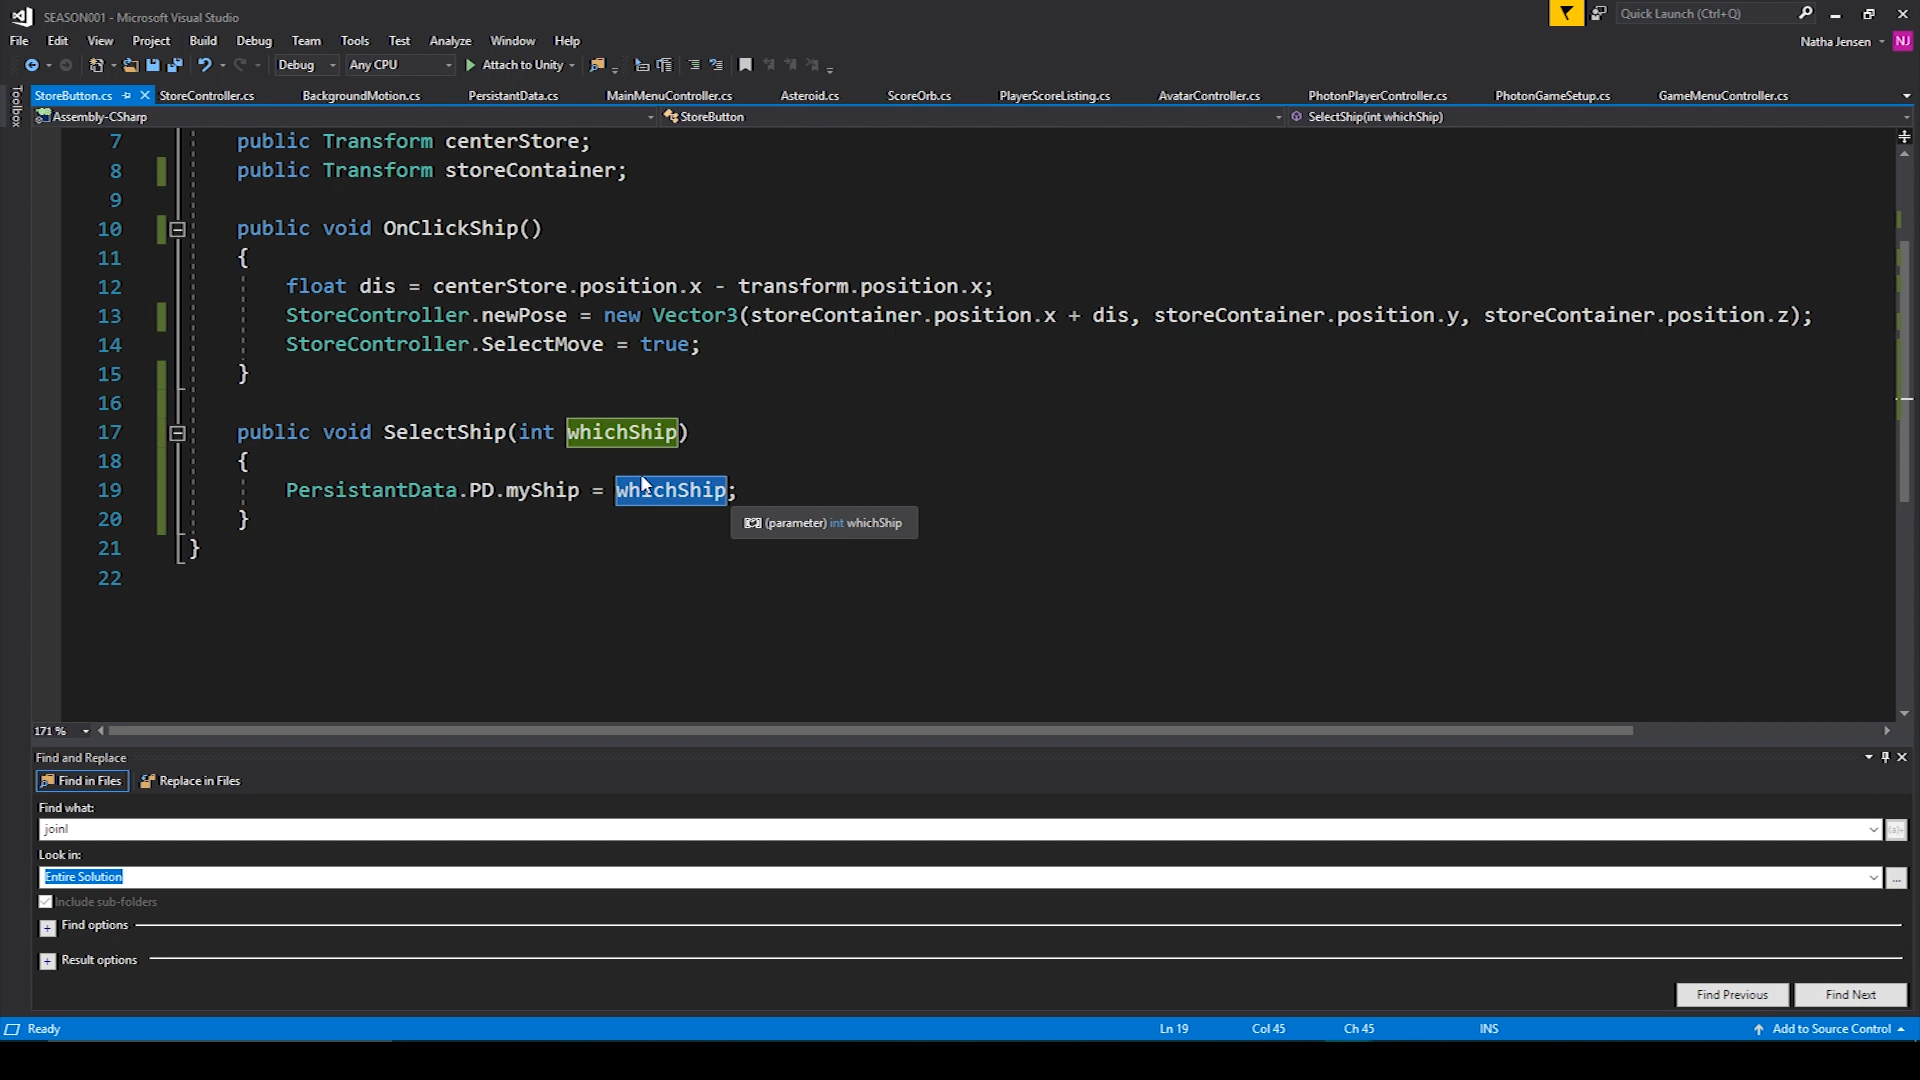 SEASON001 - Microsoft Visual Studio
Quick Launch (Ctrl+Q)
File Edit View Project Build Debug Team Tools Test Analyze Window Help
Natha Jensen NJ
Debug Any CPU Attach to Unity
Toolbox
StoreButton.cs StoreController.cs BackgroundMotion.cs PersistantData.cs MainMenuController.cs Asteroid.cs ScoreOrb.cs PlayerScoreListing.cs AvatarController.cs PhotonPlayerController.cs PhotonGameSetup.cs GameMenuController.cs
Assembly-CSharp StoreButton SelectShip(int whichShip)
7 public Transform centerStore;
8 public Transform storeContainer;
9
10 public void OnClickShip()
11 {
12 float dis = centerStore.position.x - transform.position.x;
13 StoreController.newPose = new Vector3(storeContainer.position.x + dis, storeContainer.position.y, storeContainer.position.z);
14 StoreController.SelectMove = true;
15 }
16
17 public void SelectShip(int whichShip)
18 {
19 PersistantData.PD.myShip = whichShip;
20 }
(parameter) int whichShip
21 }
22
171 %
Find and Replace
Find in Files Replace in Files
Find what:
joinl
Look in:
Entire Solution
...
Include sub-folders
+ Find options
+ Result options
Find Previous Find Next
Ready Ln 19 Col 45 Ch 45 INS Add to Source Control